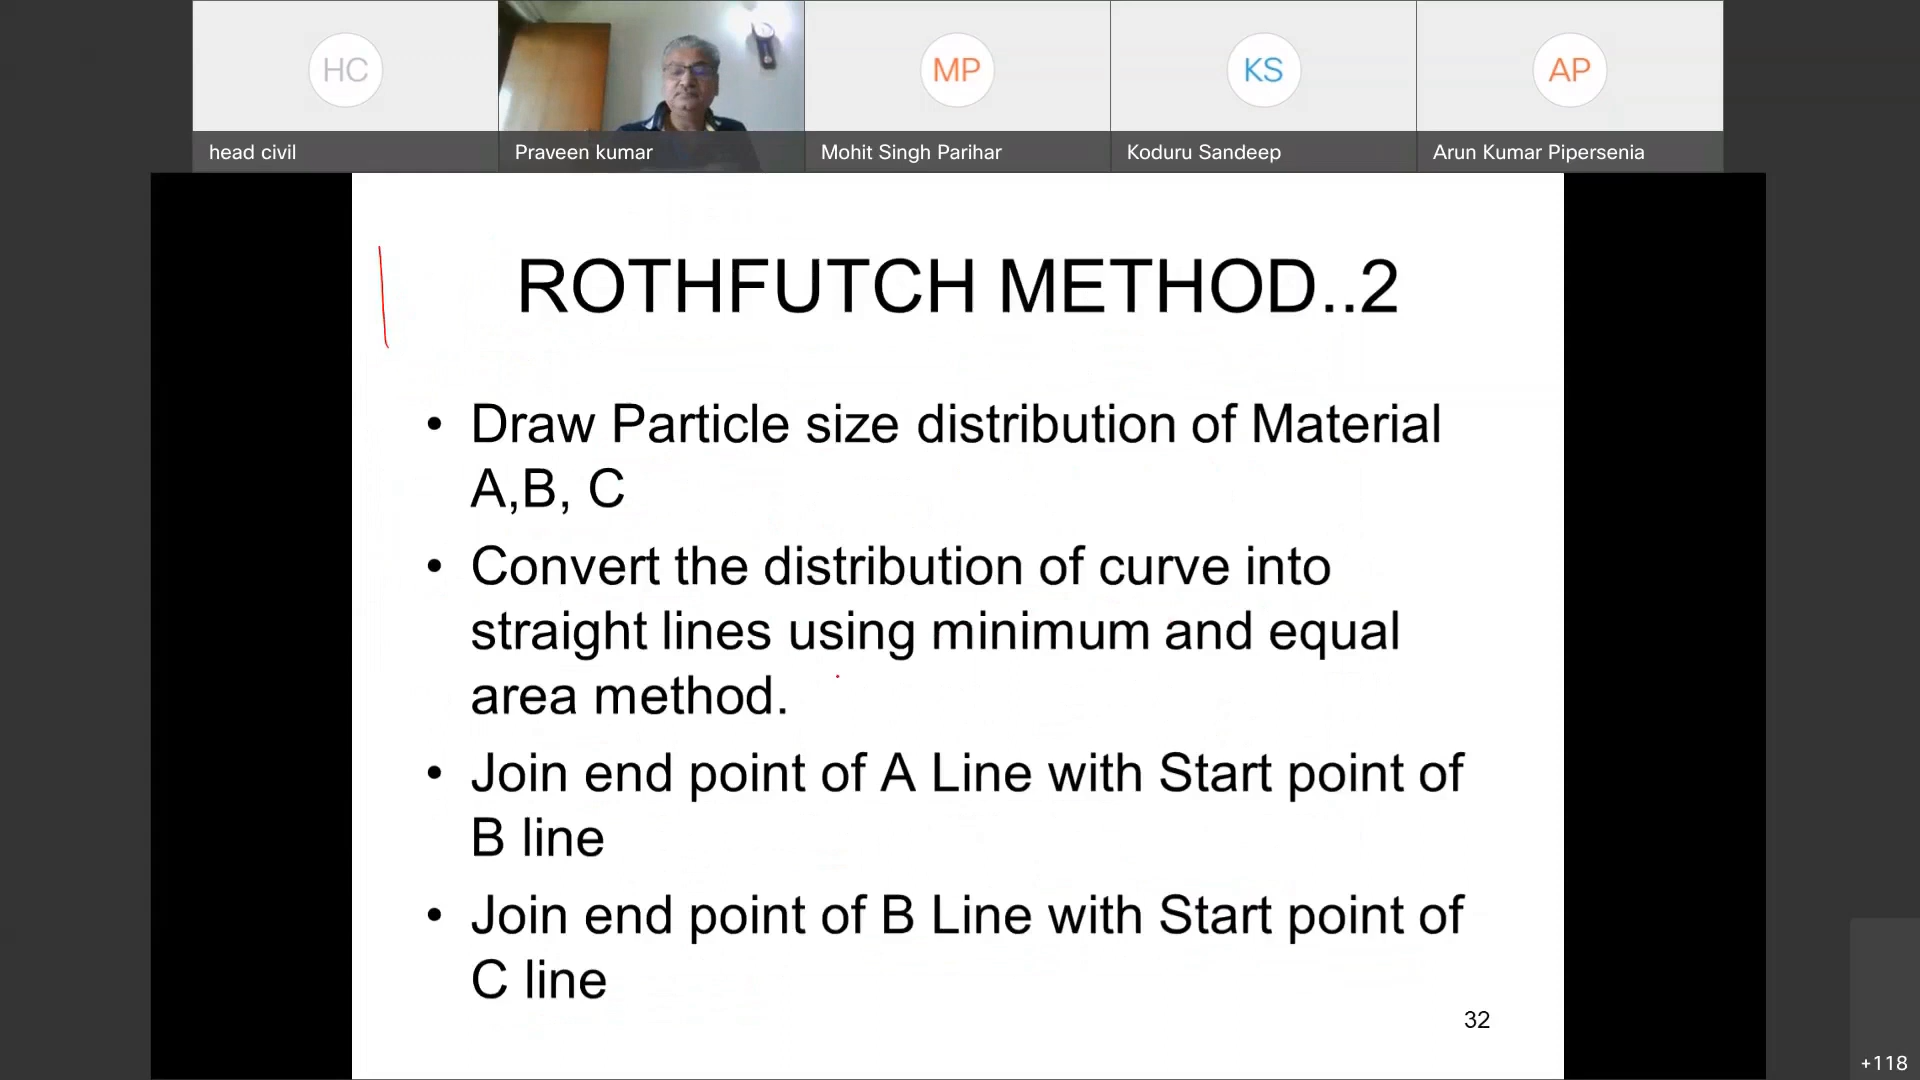 HC
MP
KS
AP
head civil
Praveen kumar
Mohit Singh Parihar
Koduru Sandeep
Arun Kumar Pipersenia
ROTHFUTCH METHOD..2
• Draw Particle size distribution of Material
A,B, C
• Convert the distribution of curve into
straight lines using minimum and equal
area method.
• Join end point of A Line with Start point of
B line
• Join end point of B Line with Start point of
C line
32
+118